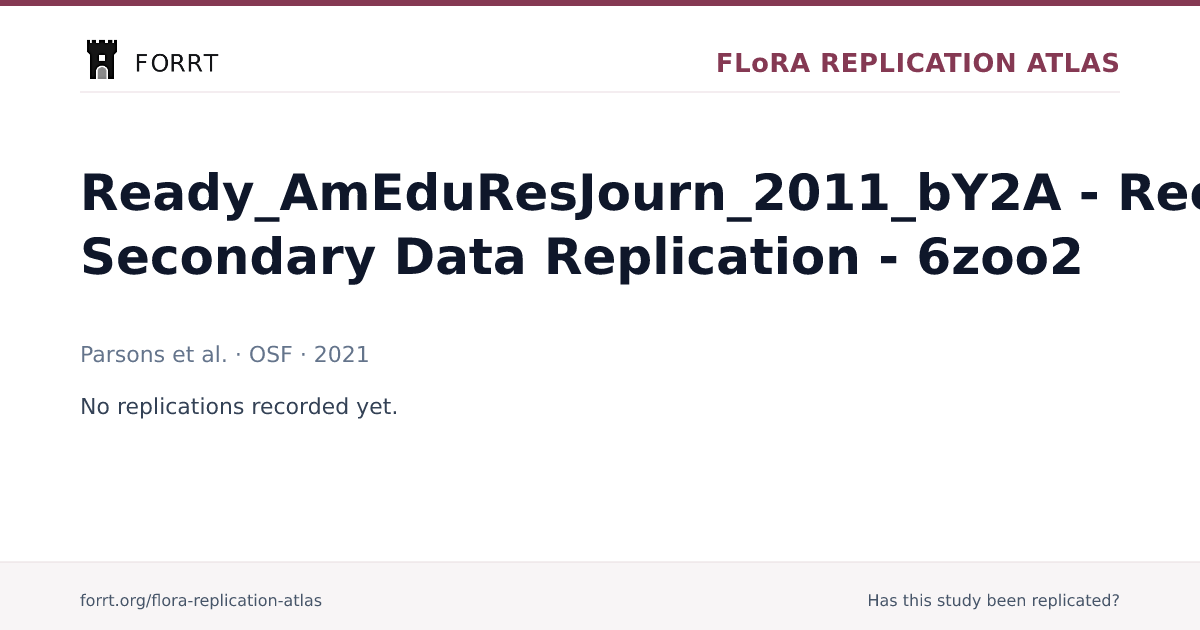 FORRT
FLoRA REPLICATION ATLAS
Ready_AmEduResJourn_2011_bY2A -
Secondary Data Replication - 6zoo2
Parsons et al. · OSF · 2021
No replications recorded yet.
forrt.org/flora-replication-atlas
Has this study been replicated?